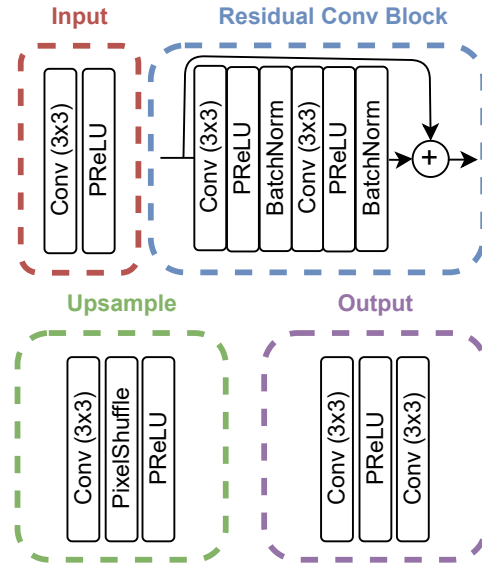 Input
Residual Conv Block
Conv (3x3)
PReLU
Conv (3x3)
PReLU
BatchNorm
Conv (3x3)
PReLU
BatchNorm
+
Upsample
Output
Conv (3x3)
PixelShuffle
PReLU
Conv (3x3)
PReLU
Conv (3x3)